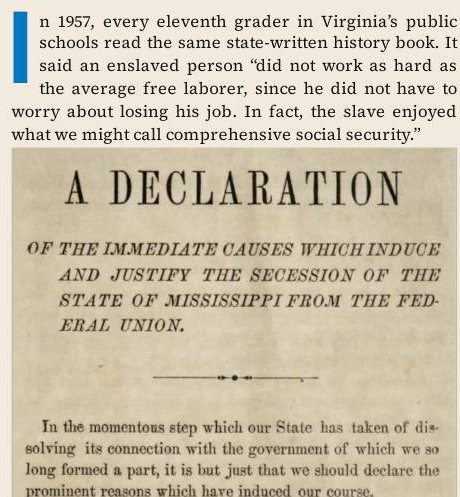 In 1957, every eleventh grader in Virginia’s public
schools read the same state-written history book. It
said an enslaved person “did not work as hard as
the average free laborer, since he did not have to
worry about losing his job. In fact, the slave enjoyed
what we might call comprehensive social security.”
A DECLARATION
OF THE IMMEDIATE CAUSES WHICH INDUCE
AND JUSTIFY THE SECESSION OF THE
STATE OF MISSISSIPPI FROM THE FED-
ERAL UNION.
In the momentous step which our State has taken of dis-
solving its connection with the government of which we so
long formed a part, it is but just that we should declare the
prominent reasons which have induced our course.